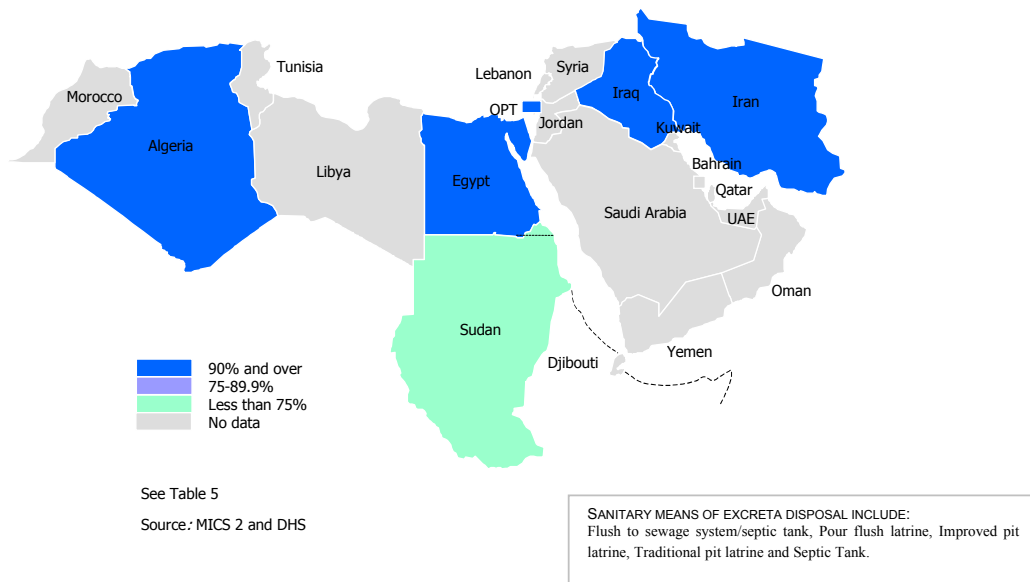 Tunisia
Lebanon
Syria
Morocco
Iraq
Iran
OPT
Jordan
Kuwait
Algeria
Libya
Egypt
Bahrain
Qatar
Saudi Arabia
UAE
Oman
Sudan
Yemen
Djibouti
90% and over
75-89.9%
Less than 75%
No data
See Table 5
Source: MICS 2 and DHS
SANITARY MEANS OF EXCRETA DISPOSAL INCLUDE:
Flush to sewage system/septic tank, Pour flush latrine, Improved pit
latrine, Traditional pit latrine and Septic Tank.